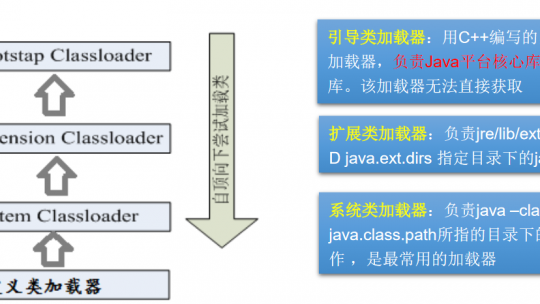 otstap Classloader
ension Classloader
tem Classloader
义类加载器
自顶向下尝试加载类
引导类加载器：用C++编写的
加载器，负责Java平台核心库
库。该加载器无法直接获取
扩展类加载器：负责jre/lib/ext
D java.ext.dirs 指定目录下的ja
系统类加载器：负责java –cla
java.class.path所指的目录下的
作 ，是最常用的加载器